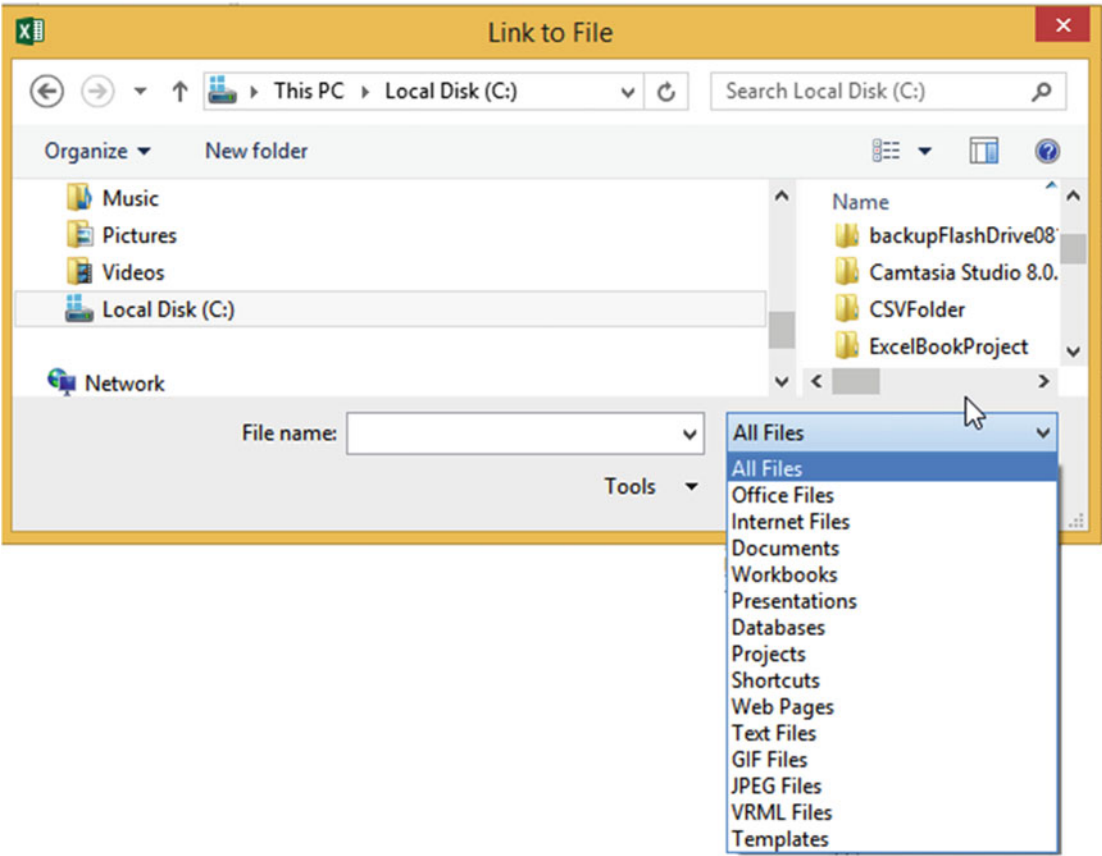 Link to File
This PC Local Disk (C:) Search Local Disk (C:)
Organize New folder
Music
Pictures
Videos
Local Disk (C:)
Network
Name
backupFlashDrive08
Camtasia Studio 8.0.
CSVFolder
ExcelBookProject
File name: All Files
Tools
All Files
Office Files
Internet Files
Documents
Workbooks
Presentations
Databases
Projects
Shortcuts
Web Pages
Text Files
GIF Files
JPEG Files
VRML Files
Templates